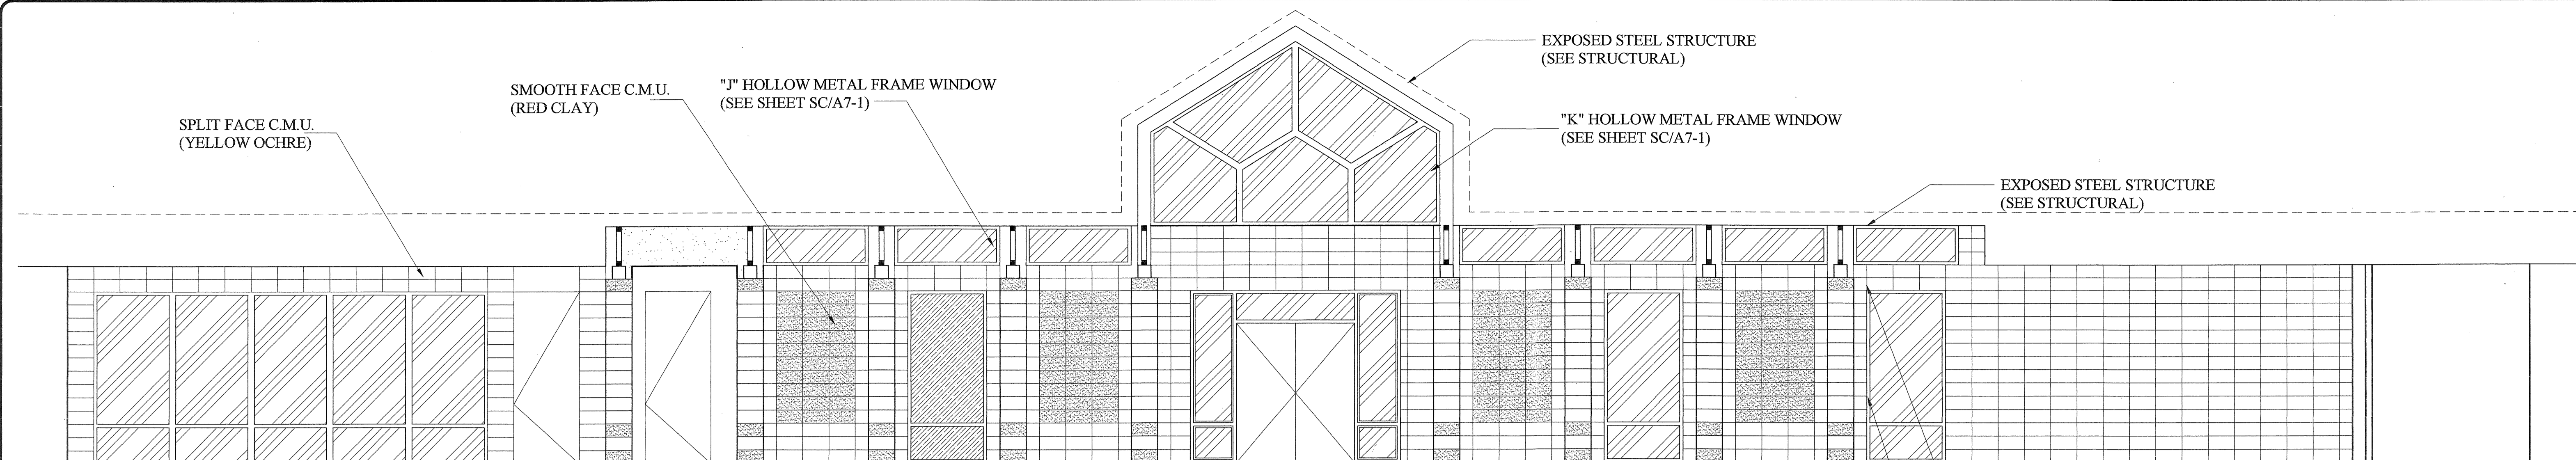 SPLIT FACE C.M.U.
(YELLOW OCHRE)
SMOOTH FACE C.M.U.
(RED CLAY)
"J" HOLLOW METAL FRAME WINDOW
(SEE SHEET SC/A7-1)
EXPOSED STEEL STRUCTURE
(SEE STRUCTURAL)
"K" HOLLOW METAL FRAME WINDOW
(SEE SHEET SC/A7-1)
EXPOSED STEEL STRUCTURE
(SEE STRUCTURAL)